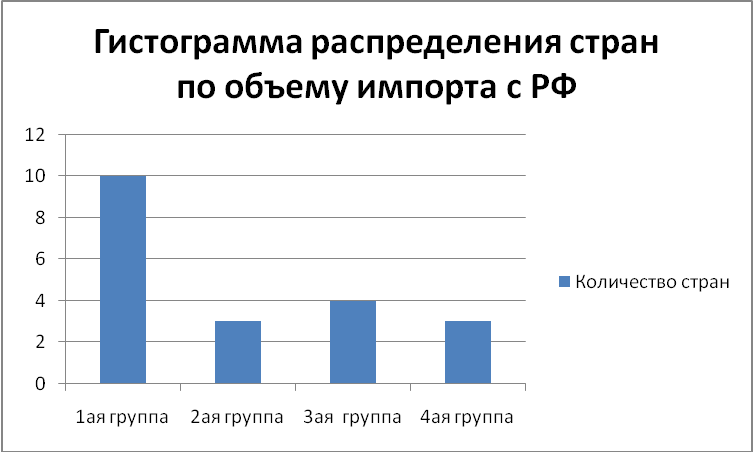 Гистограмма распределения стран
по объему импорта с РФ
12
10
8
6
4
2
0
1ая группа 2ая группа 3ая  группа 4ая группа
Количество стран